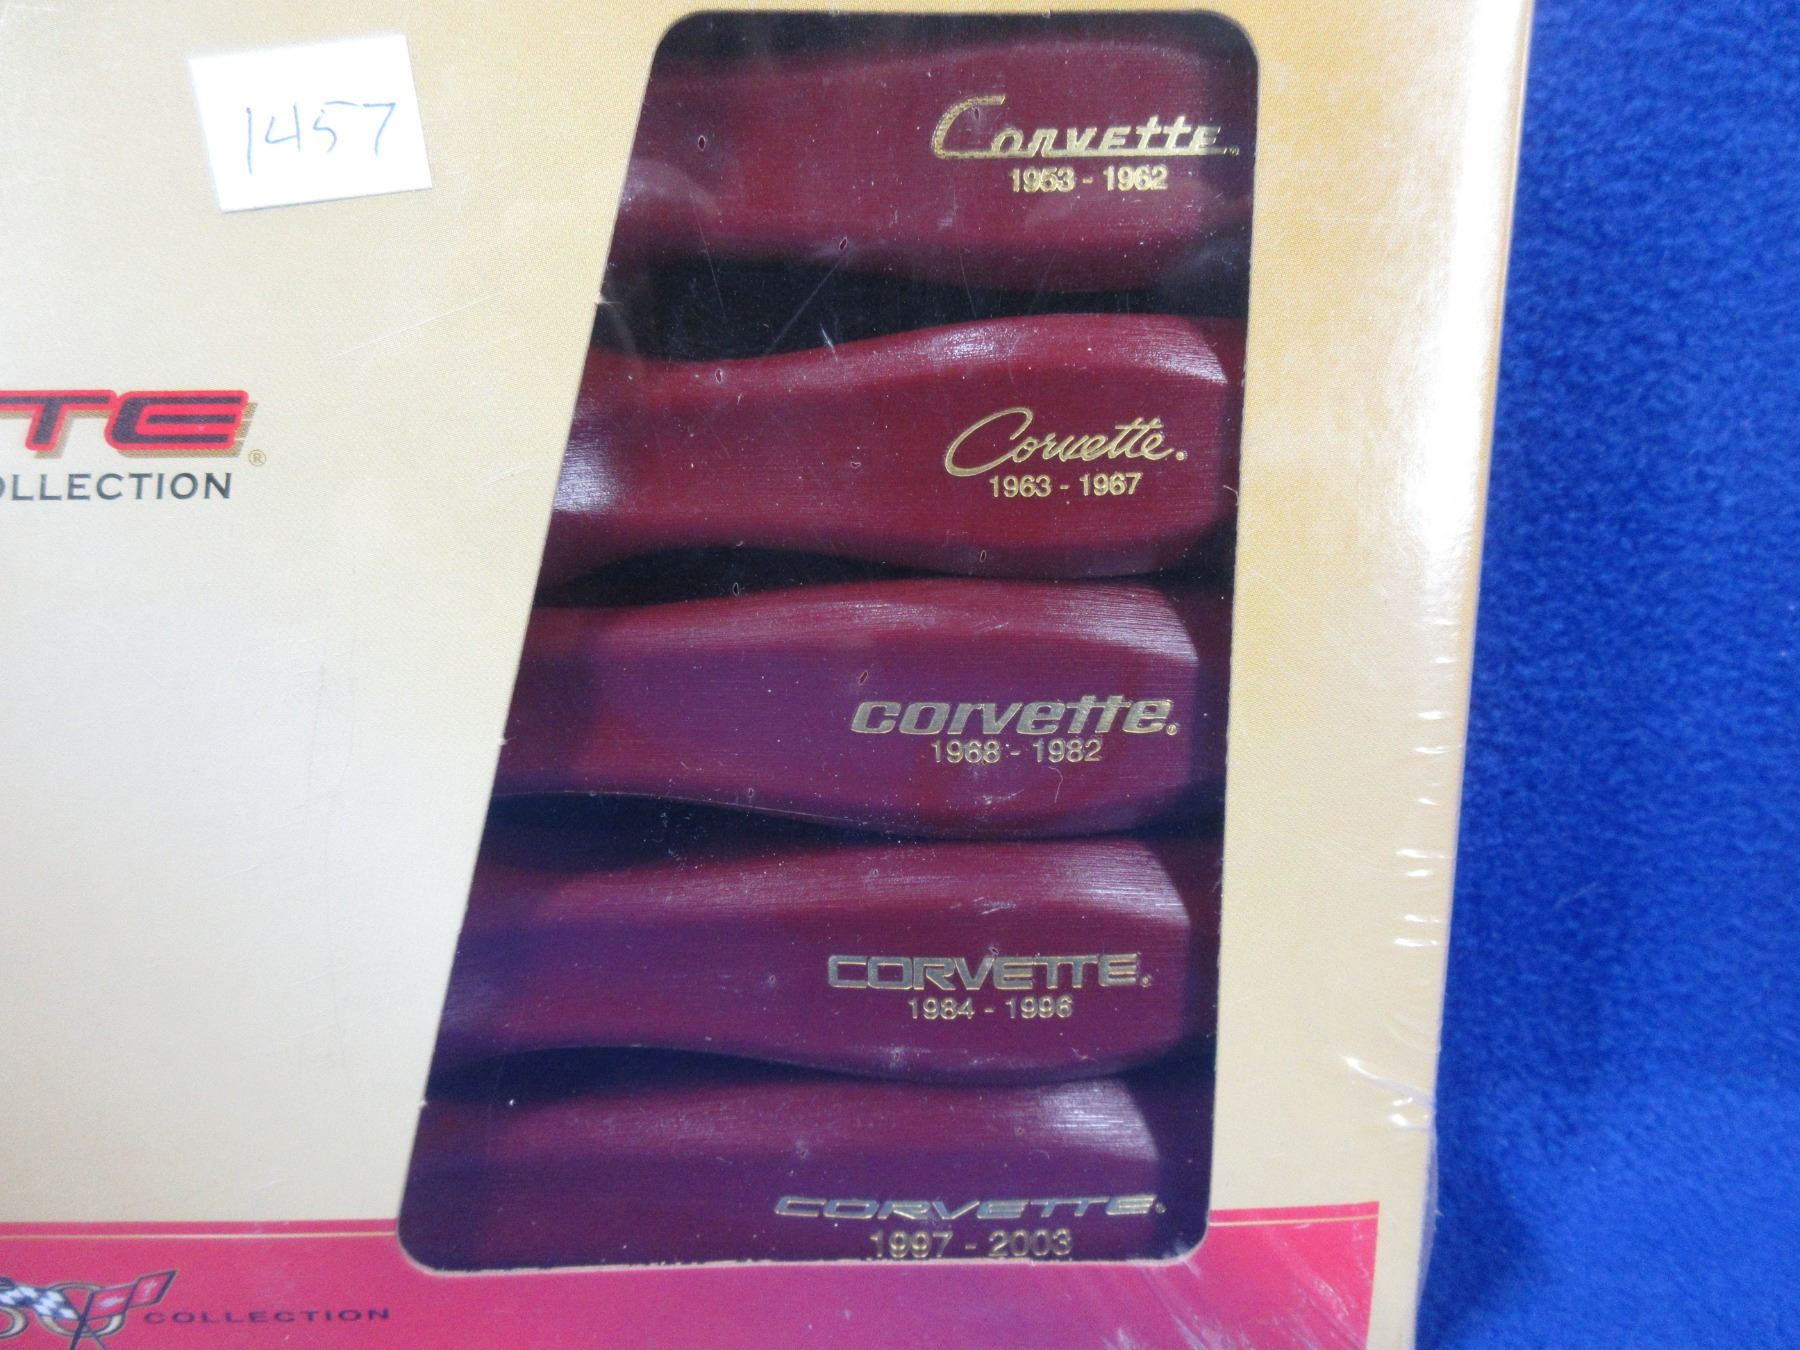 1457
Corvette
1953 - 1962
Corvette.
1963 - 1967
corvette.
1968 - 1982
CORVETTE.
1984 - 1996
CORVETTE.
1997 - 2003
TTE®
OLLECTION
COLLECTION